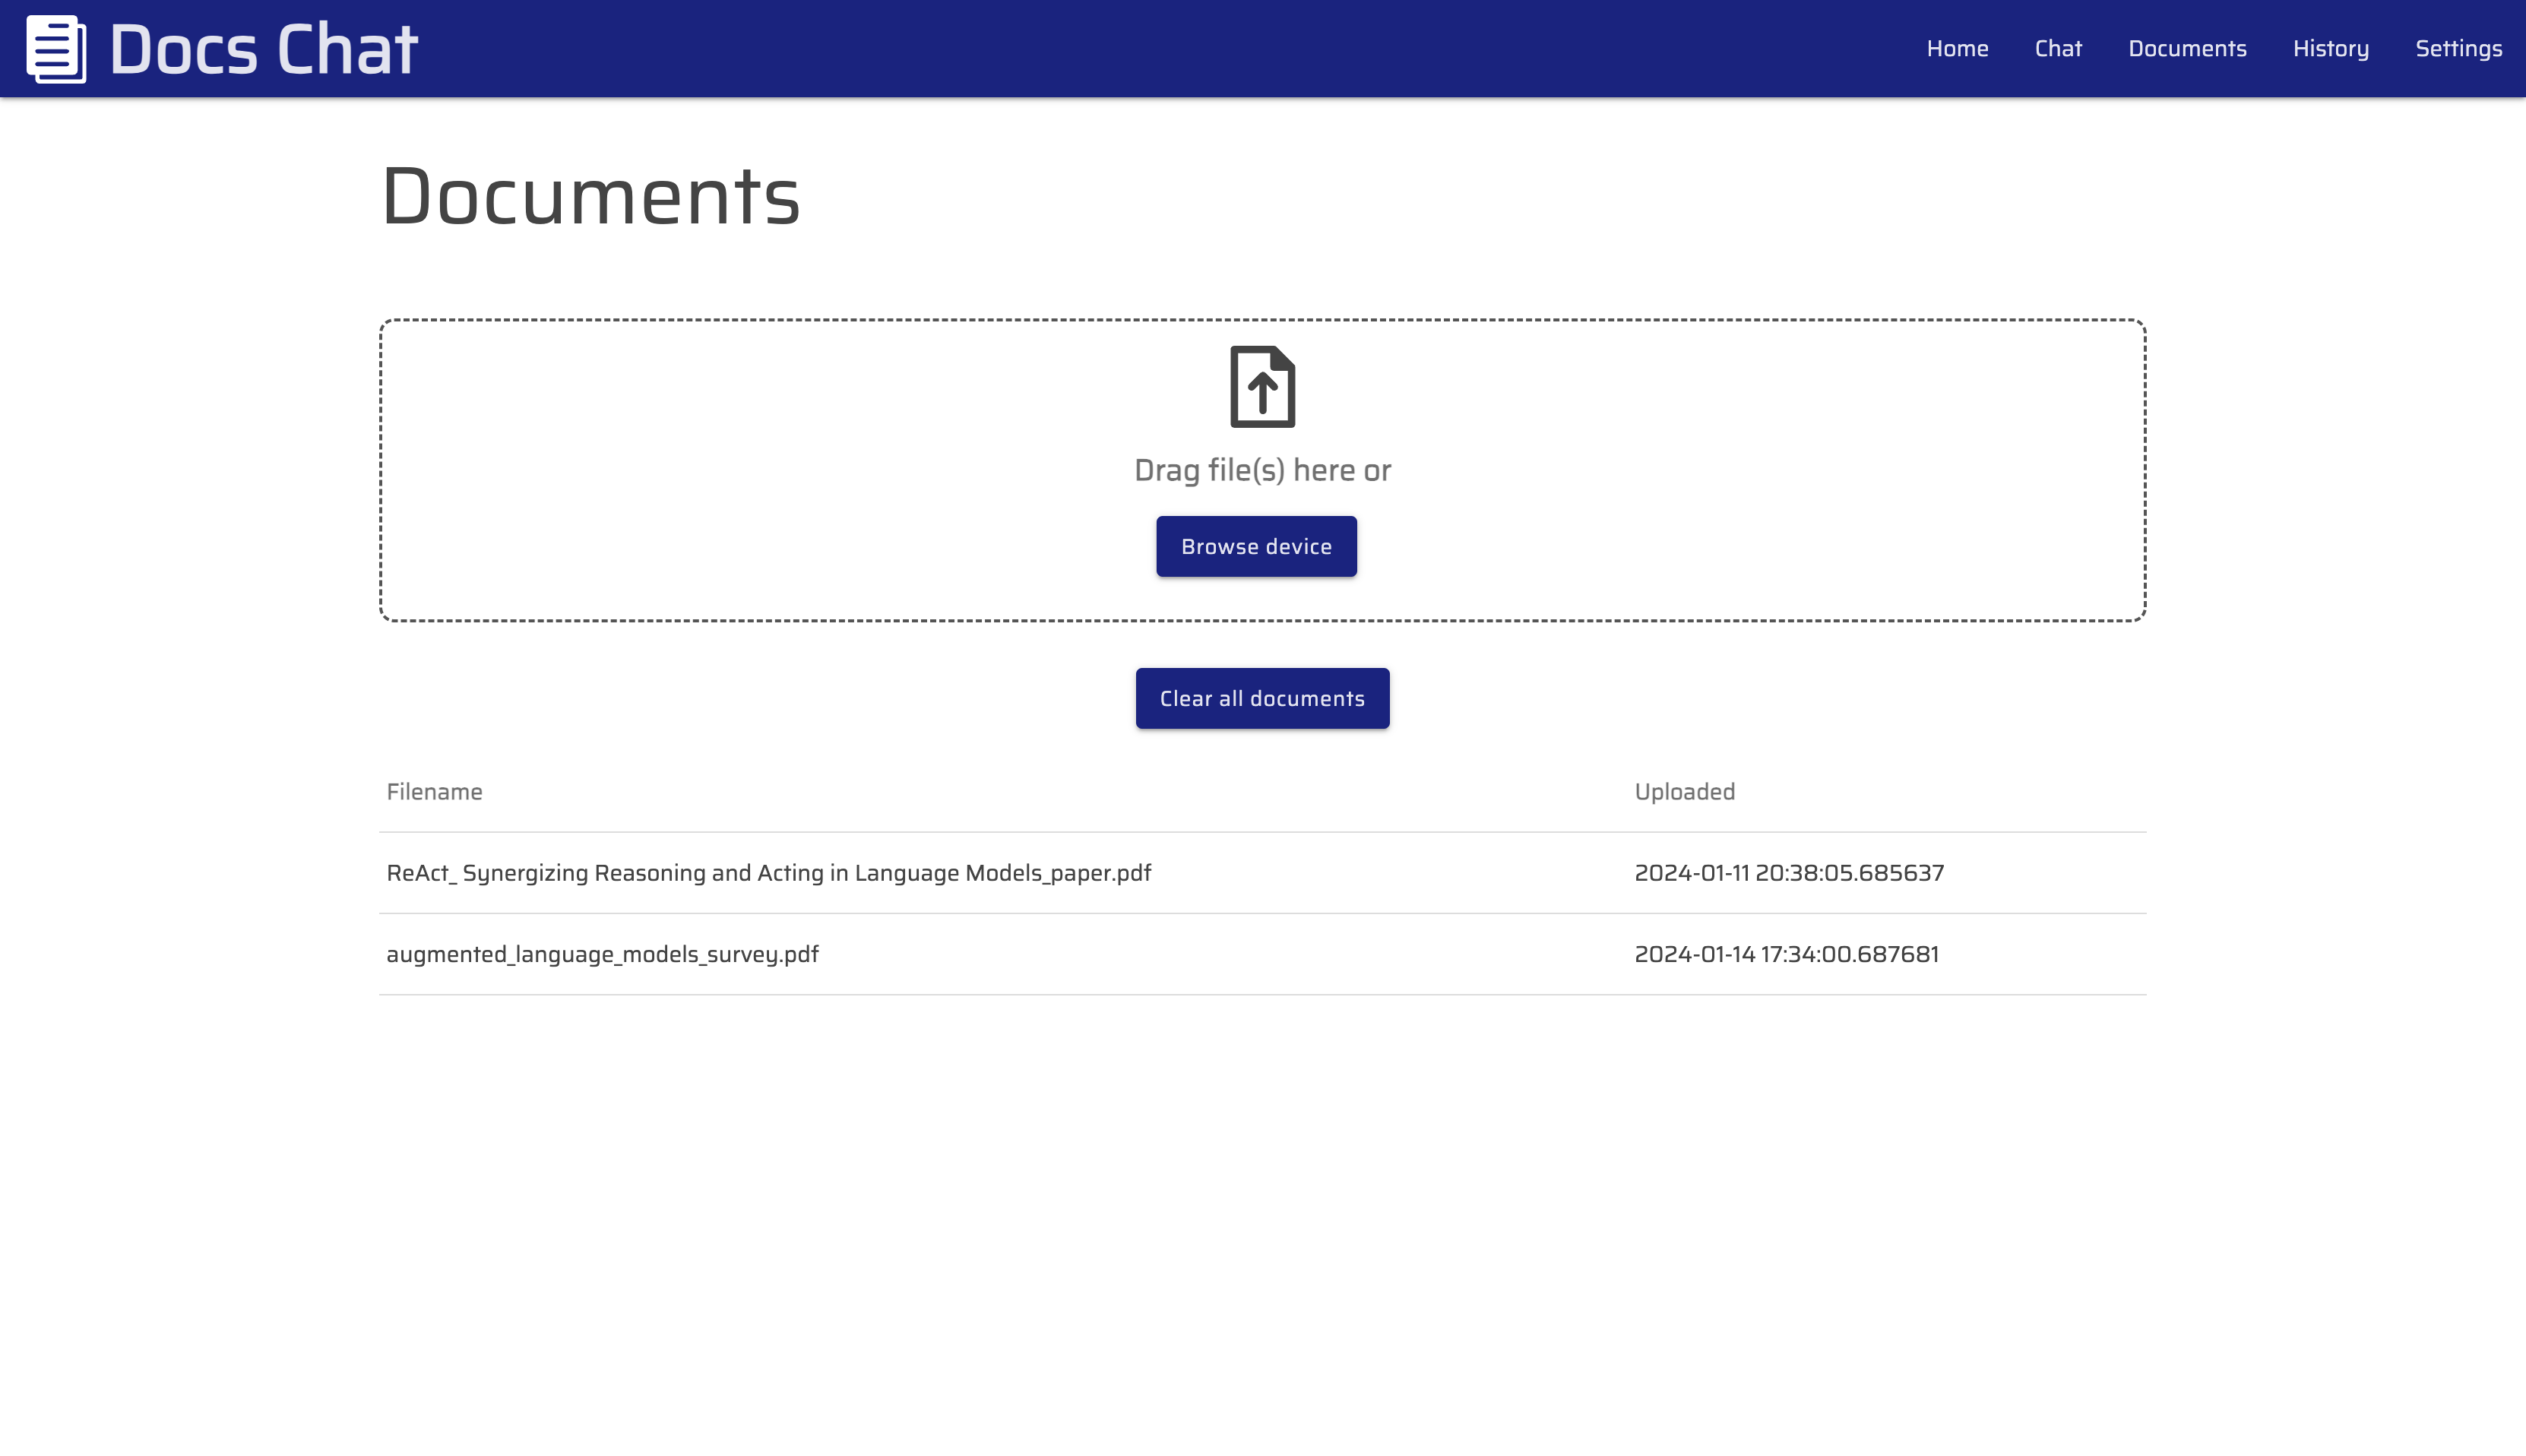 Docs Chat
Home Chat Documents History Settings
Documents
Drag file(s) here or
Browse device
Clear all documents
Filename Uploaded
ReAct_ Synergizing Reasoning and Acting in Language Models_paper.pdf 2024-01-11 20:38:05.685637
augmented_language_models_survey.pdf 2024-01-14 17:34:00.687681